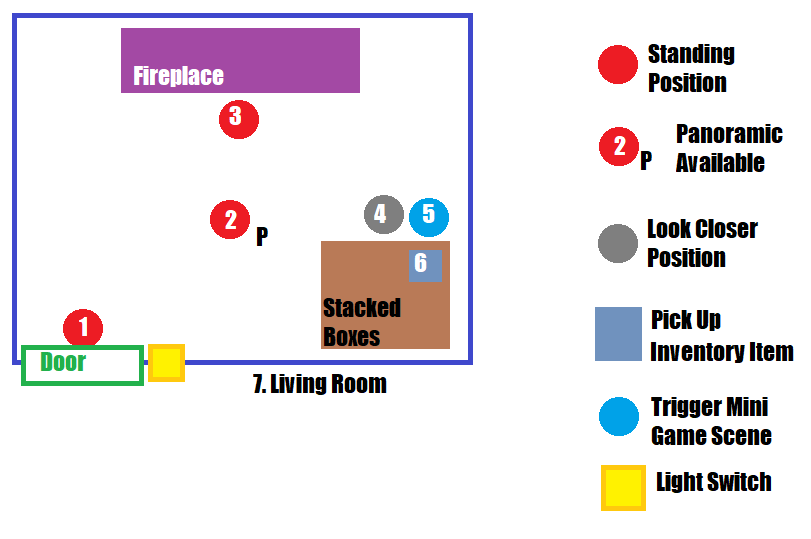 Fireplace
3
2
P
4
5
6
Stacked
Boxes
1
Door
7. Living Room
Standing
Position
2
P
Panoramic
Available
Look Closer
Position
Pick Up
Inventory Item
Trigger Mini
Game Scene
Light Switch